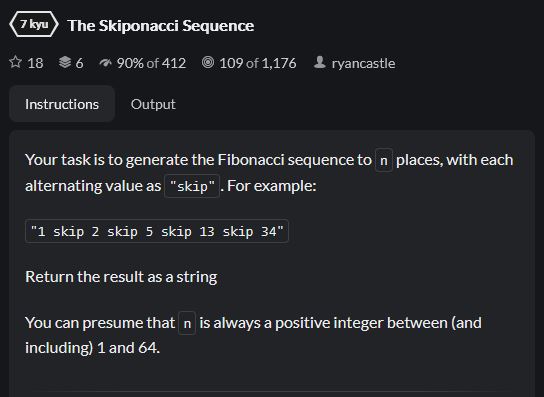 7 kyu The Skiponacci Sequence
18 6 90% of 412 109 of 1,176 ryancastle
Instructions Output
Your task is to generate the Fibonacci sequence to n places, with each
alternating value as "skip". For example:
"1 skip 2 skip 5 skip 13 skip 34"
Return the result as a string
You can presume that n is always a positive integer between (and
including) 1 and 64.